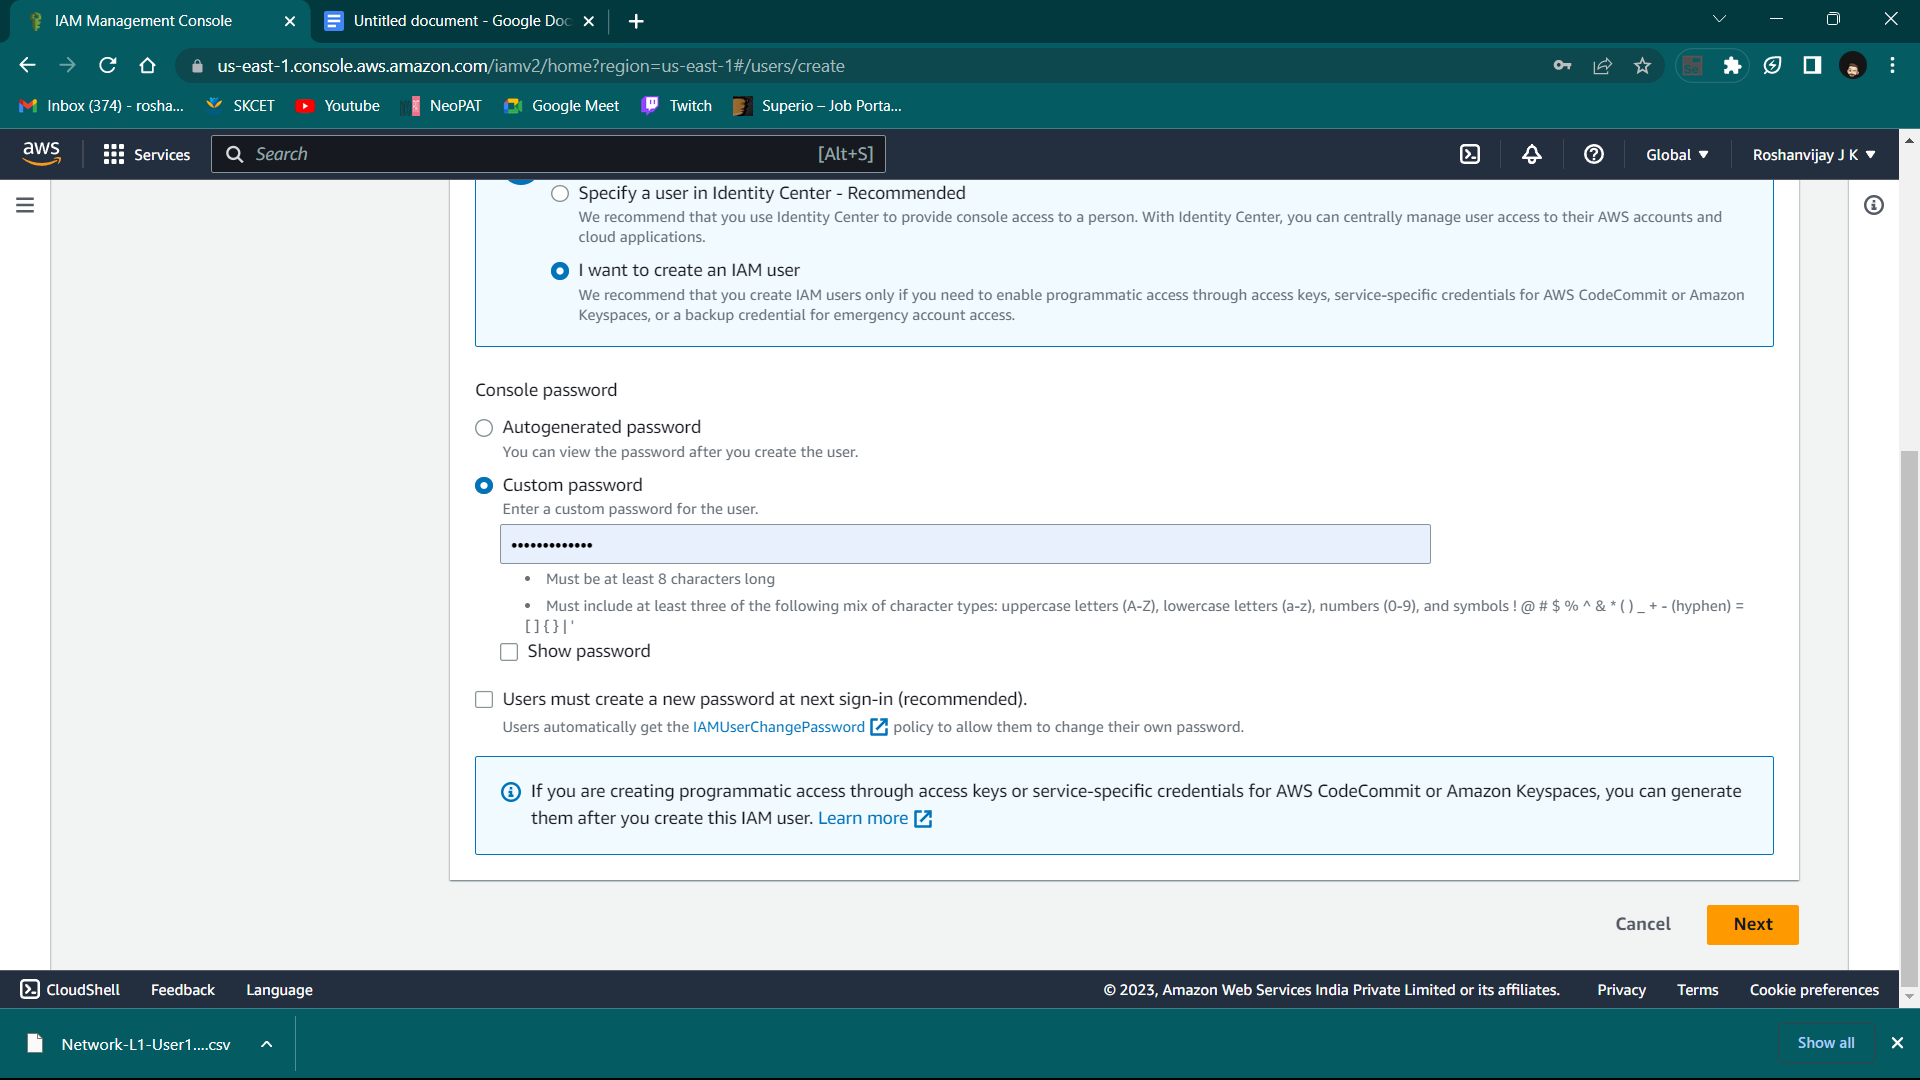 IAM Management Console
Untitled document - Google Doc
us-east-1.console.aws.amazon.com/iamv2/home?region=us-east-1#/users/create
Inbox (374) - rosha...
SKCET
Youtube
NeoPAT
Google Meet
Twitch
Superio – Job Porta...
aws
Services
Search
[Alt+S]
Global
Roshanvijay J K
Specify a user in Identity Center - Recommended
We recommend that you use Identity Center to provide console access to a person. With Identity Center, you can centrally manage user access to their AWS accounts and
cloud applications.
I want to create an IAM user
We recommend that you create IAM users only if you need to enable programmatic access through access keys, service-specific credentials for AWS CodeCommit or Amazon
Keyspaces, or a backup credential for emergency account access.
Console password
Autogenerated password
You can view the password after you create the user.
Custom password
Enter a custom password for the user.
•••••••••••••
• Must be at least 8 characters long
• Must include at least three of the following mix of character types: uppercase letters (A-Z), lowercase letters (a-z), numbers (0-9), and symbols ! @ # $ % ^ & * ( ) _ + - (hyphen) =
[ ] { } | '
Show password
Users must create a new password at next sign-in (recommended).
Users automatically get the IAMUserChangePassword policy to allow them to change their own password.
If you are creating programmatic access through access keys or service-specific credentials for AWS CodeCommit or Amazon Keyspaces, you can generate
them after you create this IAM user. Learn more
Cancel
Next
CloudShell
Feedback
Language
© 2023, Amazon Web Services India Private Limited or its affiliates.
Privacy
Terms
Cookie preferences
Network-L1-User1....csv
Show all